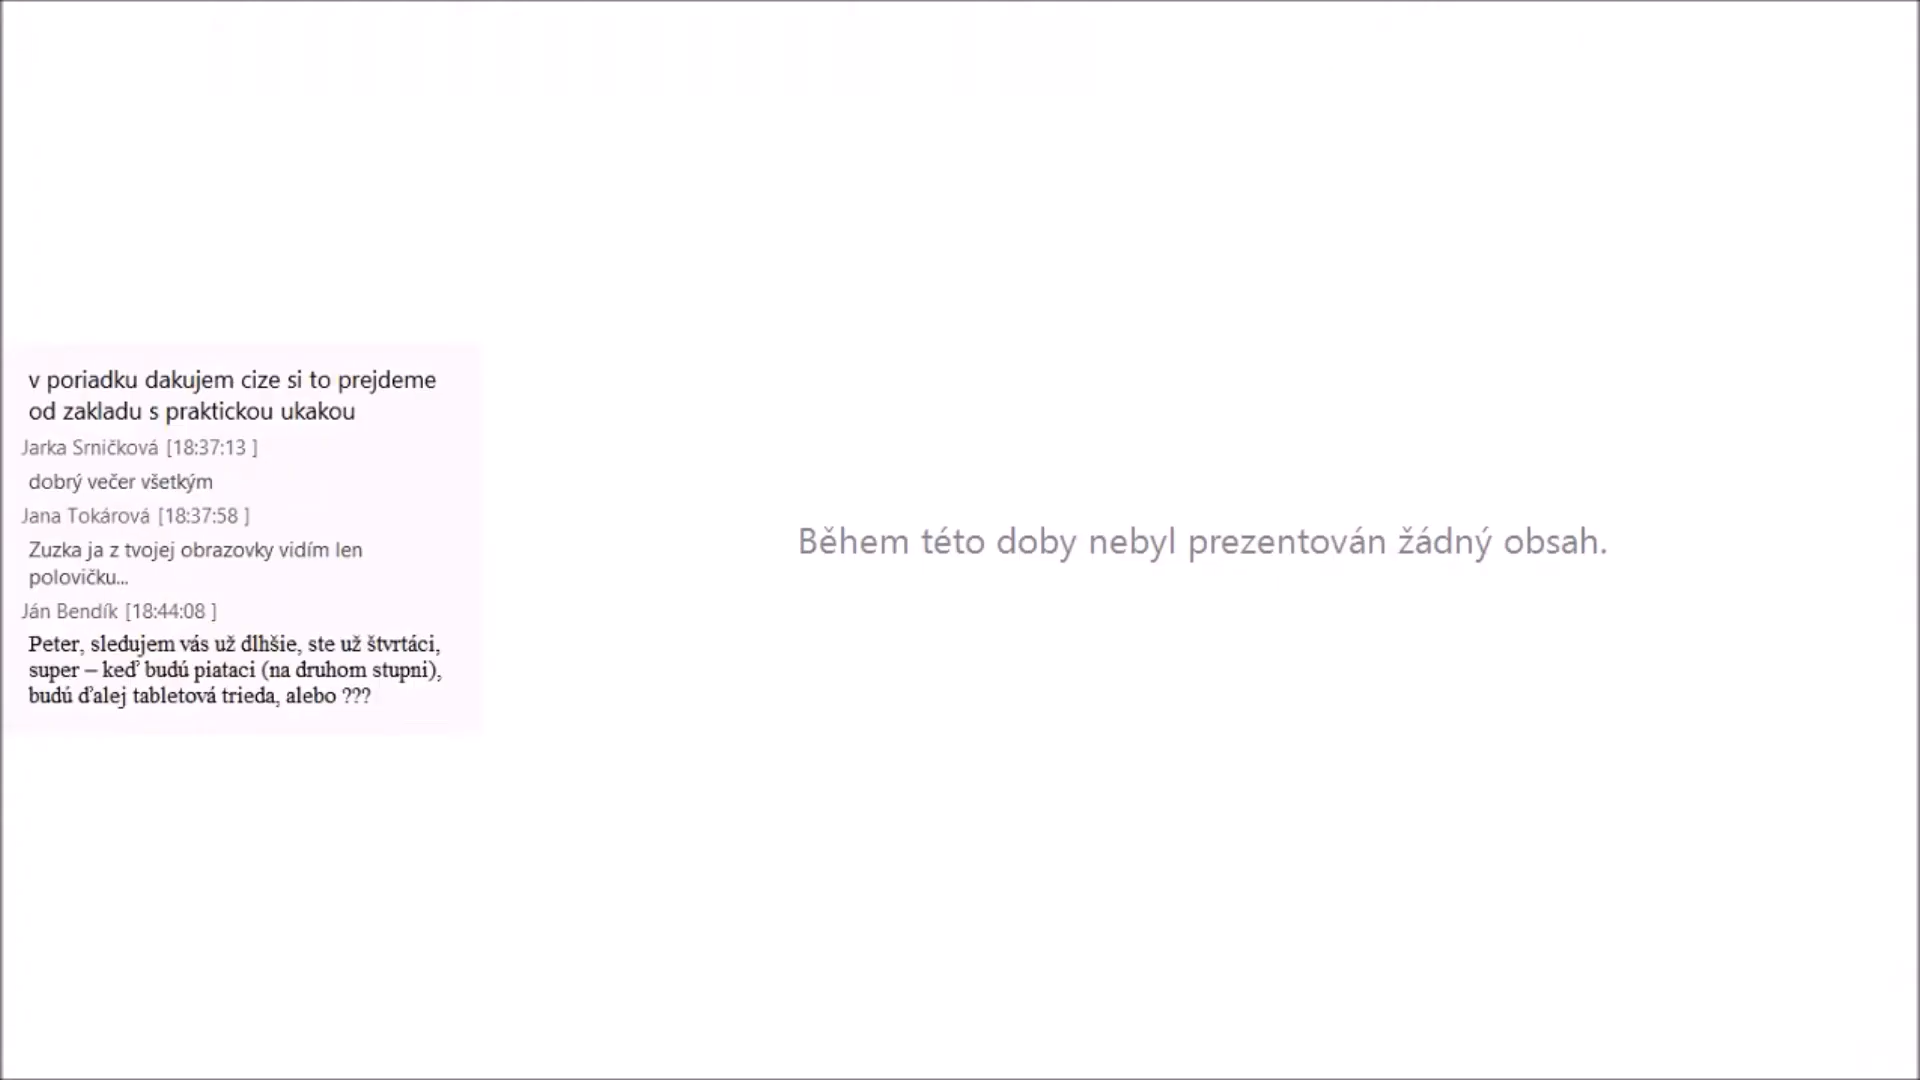 v poriadku dakujem cize si to prejdeme
od zakladu s praktickou ukakou
Jarka Srničková [18:37:13 ]
dobrý večer všetkým
Jana Tokárová [18:37:58 ]
Zuzka ja z tvojej obrazovky vidím len
polovičku...
Ján Bendík [18:44:08 ]
Peter, sledujem vás už dlhšie, ste už štvrtáci,
super – keď budú piataci (na druhom stupni),
budú ďalej tabletová trieda, alebo ???
Během této doby nebyl prezentován žádný obsah.